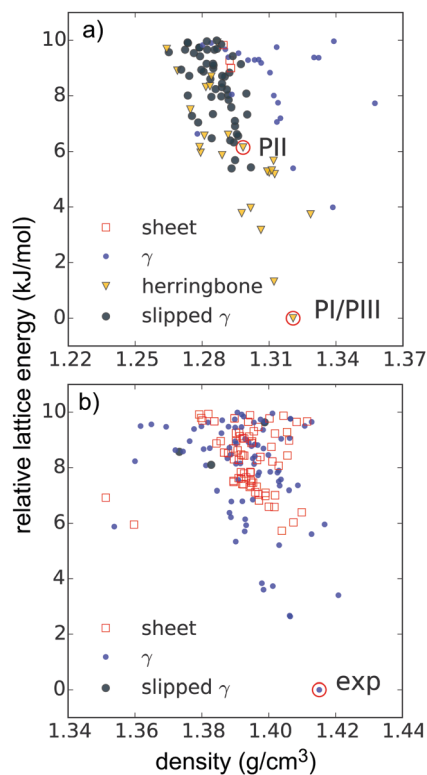 relative lattice energy (kJ/mol)
a)
10
8
6
4
2
0
PII
PI/PIII
sheet
γ
herringbone
slipped γ
1.22 1.25 1.28 1.31 1.34 1.37
b)
10
8
6
4
2
0
sheet
γ
slipped γ
exp
1.34 1.36 1.38 1.40 1.42 1.44
density (g/cm³)